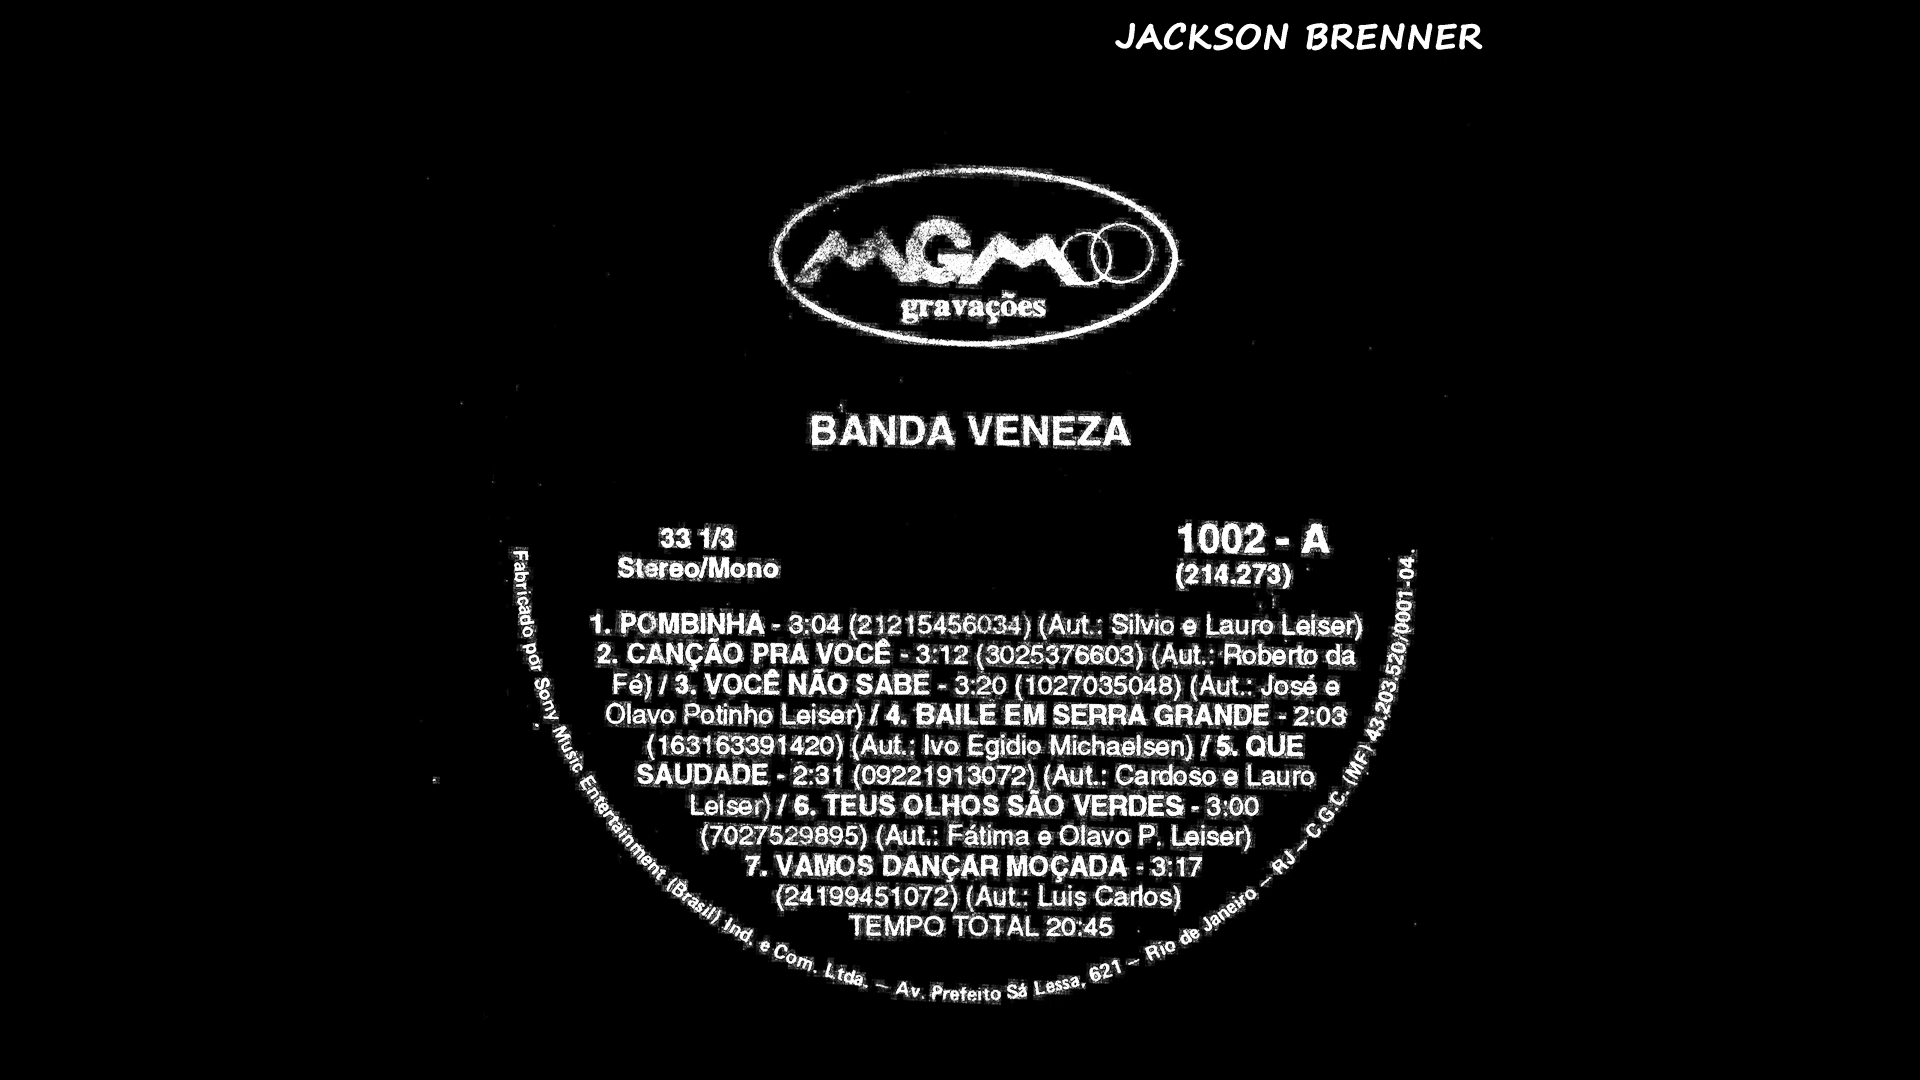 JACKSON BRENNER
MGM
gravações
BANDA VENEZA
33 1/3
Stereo/Mono
1002 - A
(214.273)
1. POMBINHA - 3:04 (21215456034) (Aut.: Silvio e Lauro Leiser)
2. CANÇÃO PRA VOCÊ - 3:12 (3025376603) (Aut.: Roberto da
Fé) / 3. VOCÊ NÃO SABE - 3:20 (1027035048) (Aut.: José e
Olavo Potinho Leiser) / 4. BAILE EM SERRA GRANDE - 2:03
(163163391420) (Aut.: Ivo Egidio Michaelsen) / 5. QUE
SAUDADE - 2:31 (09221913072) (Aut.: Cardoso e Lauro
Leiser) / 6. TEUS OLHOS SÃO VERDES - 3:00
(7027529895) (Aut.: Fátima e Olavo P. Leiser)
7. VAMOS DANÇAR MOÇADA - 3:17
(24199451072) (Aut.: Luis Carlos)
TEMPO TOTAL 20:45
Fabricado por Sony Music Entertainment (Brasil) Ind. e Com. Ltda. – Av. Prefeito Sá Lessa, 621 – Rio de Janeiro – RJ – C.G.C. (MF) 43.203.520/0001-04.